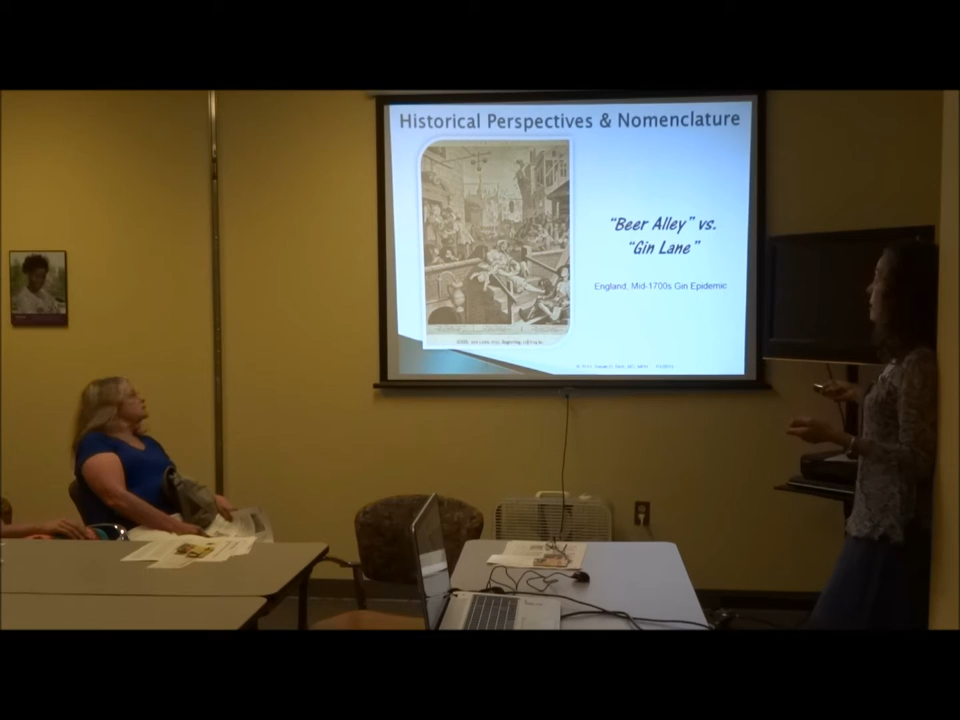 Historical Perspectives & Nomenclature
"Beer Alley" vs.
"Gin Lane"
England, Mid-1700s Gin Epidemic